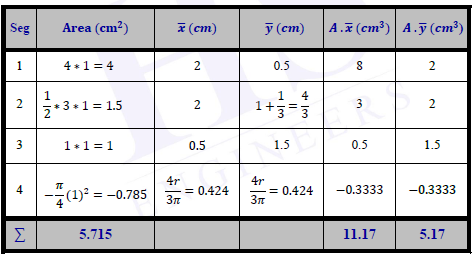 Seg Area (cm²) x̅ (cm) y̅ (cm) A.x̅ (cm³) A.y̅ (cm³)
1 4 * 1 = 4 2 0.5 8 2
2 1/2 * 3 * 1 = 1.5 2 1 + 1/3 = 4/3 3 2
3 1 * 1 = 1 0.5 1.5 0.5 1.5
4 −π/4 (1)² = −0.785 4r/3π = 0.424 4r/3π = 0.424 −0.3333 −0.3333
∑ 5.715 11.17 5.17
ENGINEERS